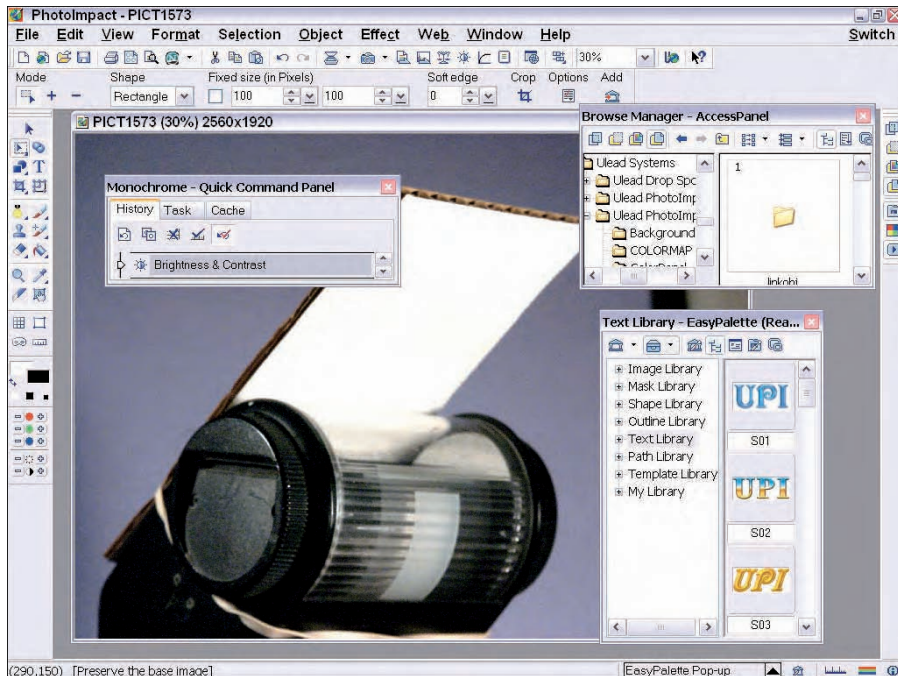 PhotoImpact - PICT1573
File Edit View Format Selection Object Effect Web Window Help Switch
30%
Mode Shape Fixed size (in Pixels) Soft edge Crop Options Add
Rectangle 100 100 0
PICT1573 (30%) 2560x1920
Browse Manager - AccessPanel
Ulead Systems
Ulead Drop Spc
Ulead PhotoImp
Ulead PhotoImp
Background
COLORMAP
1
linkobj
Monochrome - Quick Command Panel
History Task Cache
Brightness & Contrast
Text Library - EasyPalette (Rea...
Image Library
Mask Library
Shape Library
Outline Library
Text Library
Path Library
Template Library
My Library
UPI
S01
UPI
S02
UPI
S03
(290,150) [Preserve the base image] EasyPalette Pop-up